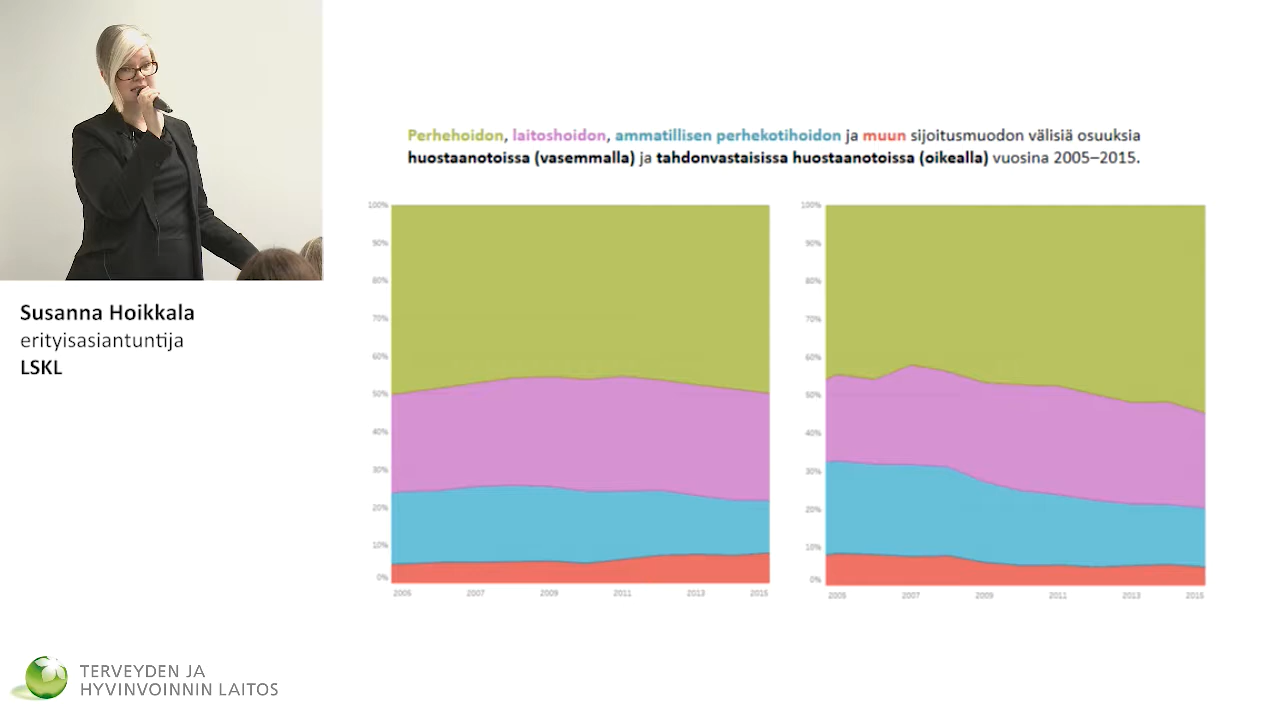 Perhehoidon, laitoshoidon, ammatillisen perhekotihoidon ja muun sijoitusmuodon välisiä osuuksia
huostaanotoissa (vasemmalla) ja tahdonvastaisissa huostaanotoissa (oikealla) vuosina 2005–2015.
100%
90%
80%
70%
60%
50%
40%
30%
20%
10%
0%
2005 2007 2009 2011 2013 2015
100%
90%
80%
70%
60%
50%
40%
30%
20%
10%
0%
2005 2007 2009 2011 2013 2015
Susanna Hoikkala
erityisasiantuntija
LSKL
TERVEYDEN JA
HYVINVOINNIN LAITOS